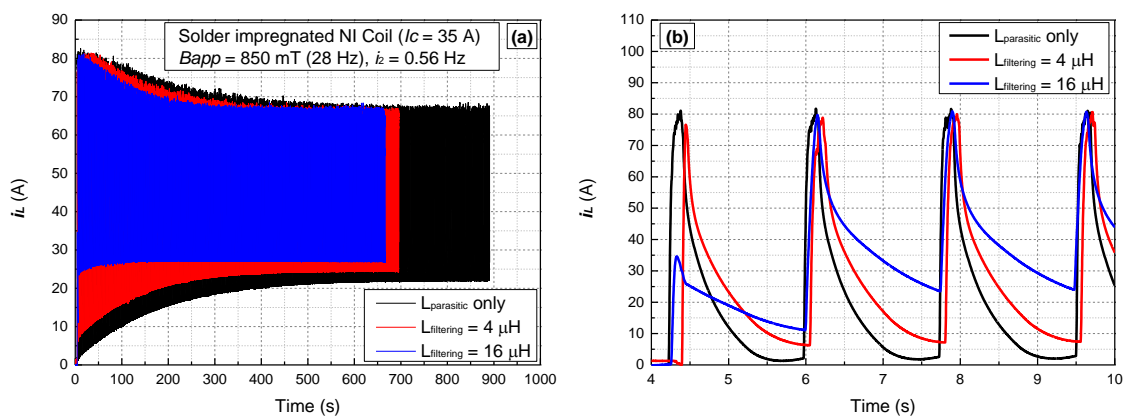 Solder impregnated NI Coil (Ic = 35 A)
Bapp = 850 mT (28 Hz), i2 = 0.56 Hz
(a)
90
80
70
60
50
40
30
20
10
0
iL (A)
0 100 200 300 400 500 600 700 800 900 1000
Time (s)
Lparasitic only
Lfiltering = 4 μH
Lfiltering = 16 μH
(b)
110
100
90
80
70
60
50
40
30
20
10
0
iL (A)
4 5 6 7 8 9 10
Time (s)
Lparasitic only
Lfiltering = 4 μH
Lfiltering = 16 μH